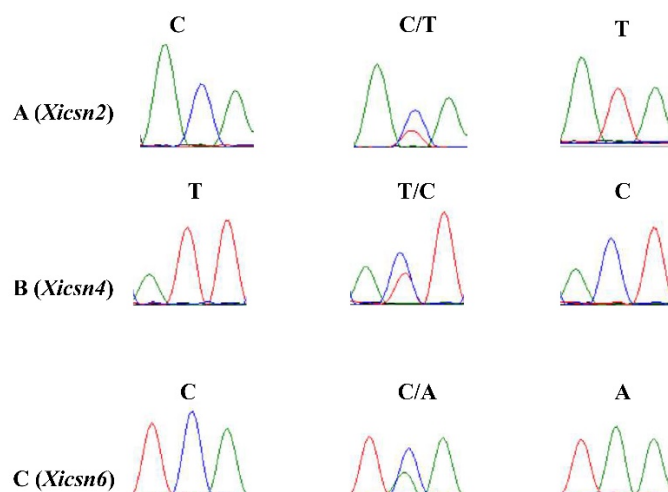 C C/T T
A (Xicsn2)
T T/C C
B (Xicsn4)
C C/A A
C (Xicsn6)